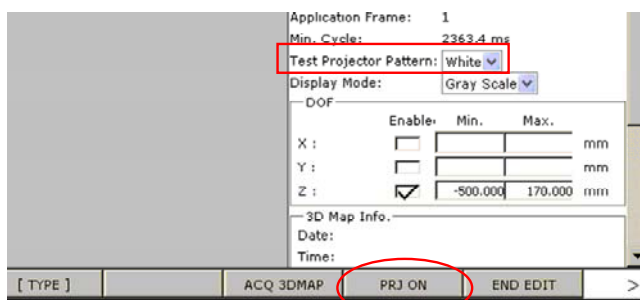 Application Frame: 1
Min. Cycle: 2363.4 ms
Test Projector Pattern: White
Display Mode: Gray Scale
DOF
Enable Min. Max.
X : mm
Y : mm
Z : -500.000 170.000 mm
3D Map Info.
Date:
Time:
[ TYPE ] ACQ 3DMAP PRJ ON END EDIT >